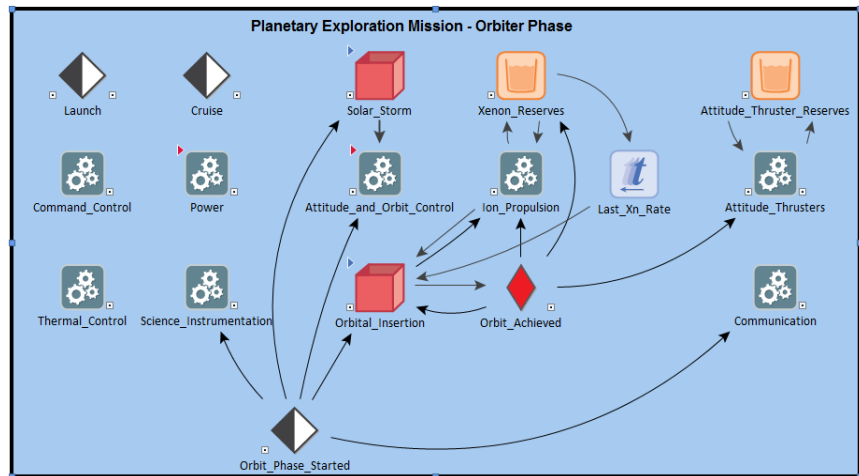 Planetary Exploration Mission - Orbiter Phase
Launch
Cruise
Solar_Storm
Xenon_Reserves
Attitude_Thruster_Reserves
Command_Control
Power
Attitude_and_Orbit_Control
Ion_Propulsion
Last_Xn_Rate
Attitude_Thrusters
Thermal_Control
Science_Instrumentation
Orbital_Insertion
Orbit_Achieved
Communication
Orbit_Phase_Started